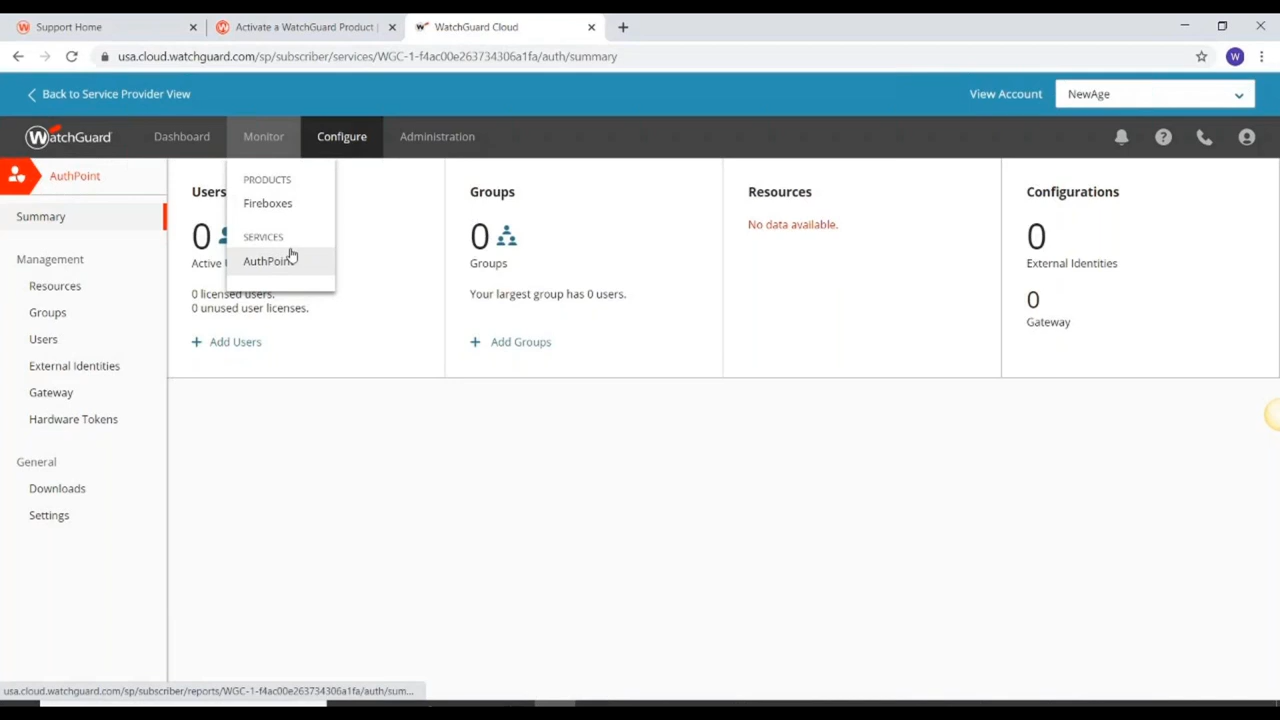 Support Home
Activate a WatchGuard Product
WatchGuard Cloud
usa.cloud.watchguard.com/sp/subscriber/services/WGC-1-f4ac00e263734306a1fa/auth/summary
W
Back to Service Provider View
View Account
NewAge
WatchGuard
Dashboard
Monitor
Configure
Administration
AuthPoint
Summary
Management
Resources
Groups
Users
External Identities
Gateway
Hardware Tokens
General
Downloads
Settings
PRODUCTS
Fireboxes
SERVICES
AuthPoint
Users
0
Active
0 licensed users.
0 unused user licenses.
+ Add Users
Groups
0
Groups
Your largest group has 0 users.
+ Add Groups
Resources
No data available.
Configurations
0
External Identities
0
Gateway
usa.cloud.watchguard.com/sp/subscriber/reports/WGC-1-f4ac00e263734306a1fa/auth/sum...